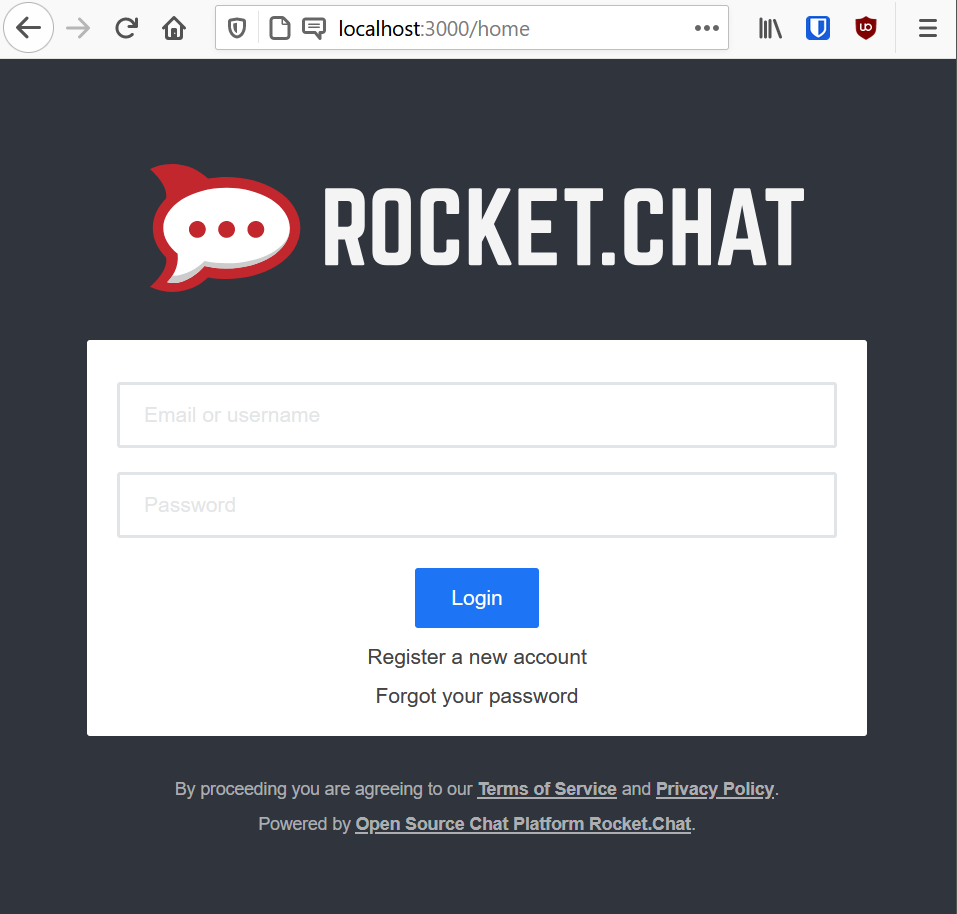 localhost:3000/home
ROCKET.CHAT
Email or username
Password
Login
Register a new account
Forgot your password
By proceeding you are agreeing to our Terms of Service and Privacy Policy.
Powered by Open Source Chat Platform Rocket.Chat.